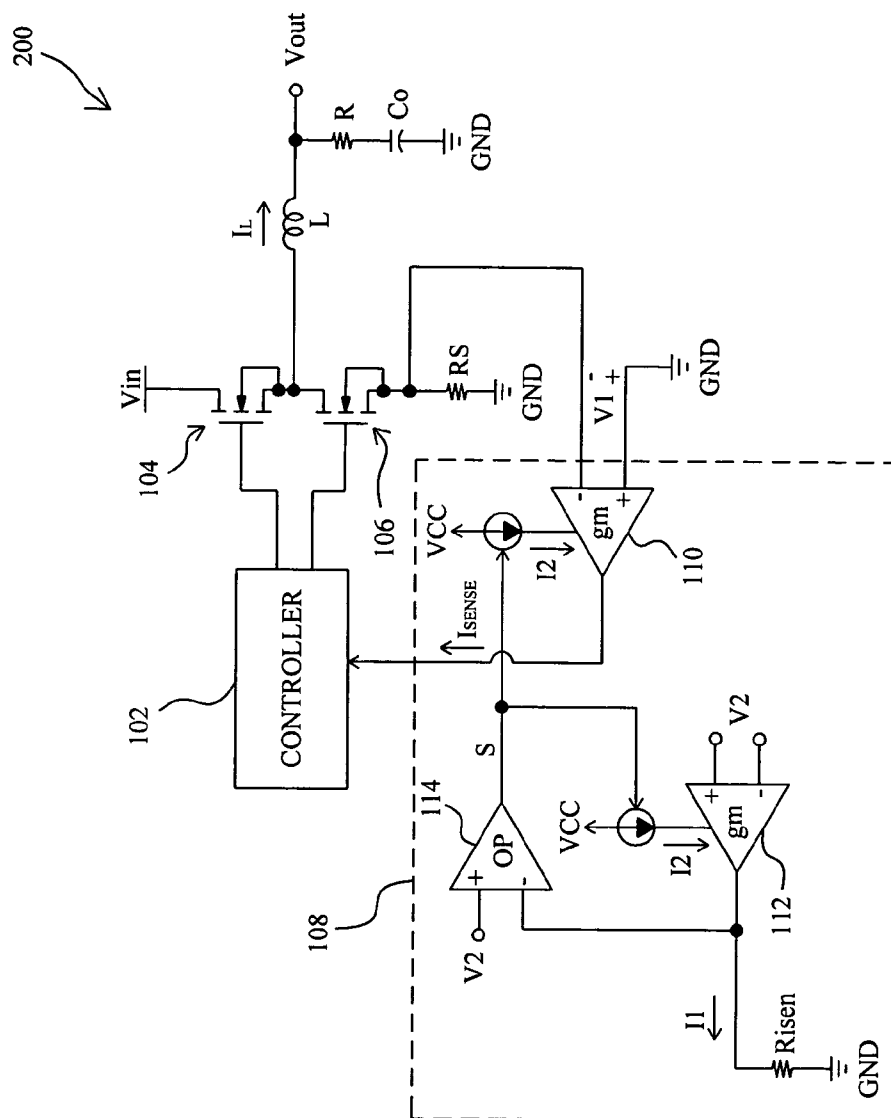 200
Vout
R
Co
GND
IL
L
Vin
104
106
RS
GND
102
CONTROLLER
ISENSE
VCC
I2
gm
-
+
110
V1
-
+
GND
108
114
S
OP
+
-
V2
VCC
I2
gm
+
-
V2
112
I1
Risen
GND